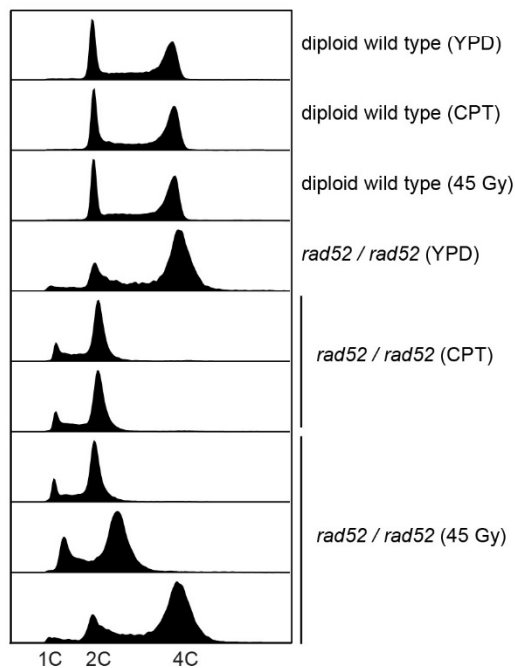 diploid wild type (YPD)
diploid wild type (CPT)
diploid wild type (45 Gy)
rad52 / rad52 (YPD)
rad52 / rad52 (CPT)
rad52 / rad52 (45 Gy)
1C 2C 4C